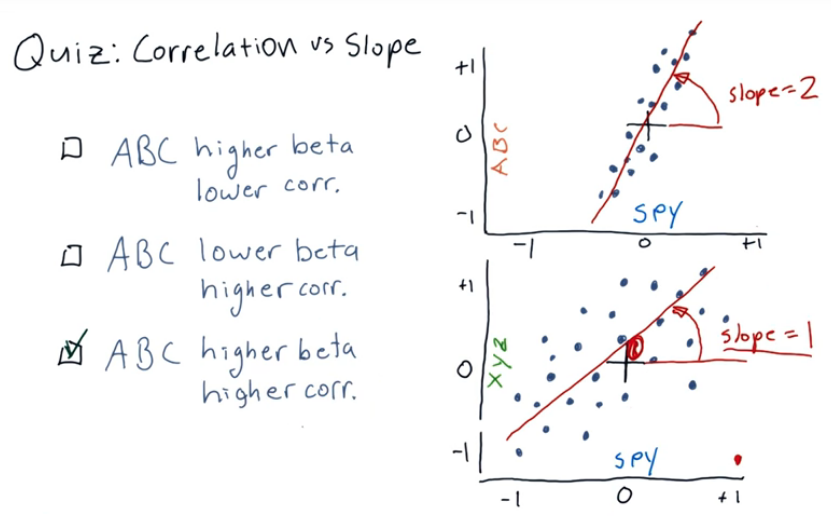 Quiz: Correlation vs Slope
ABC higher beta
lower corr.
ABC lower beta
higher corr.
ABC higher beta
higher corr.
+1
0
-1
ABC
slope=2
SPY
-1
0
+1
+1
0
-1
XYZ
slope=1
SPY
-1
0
+1